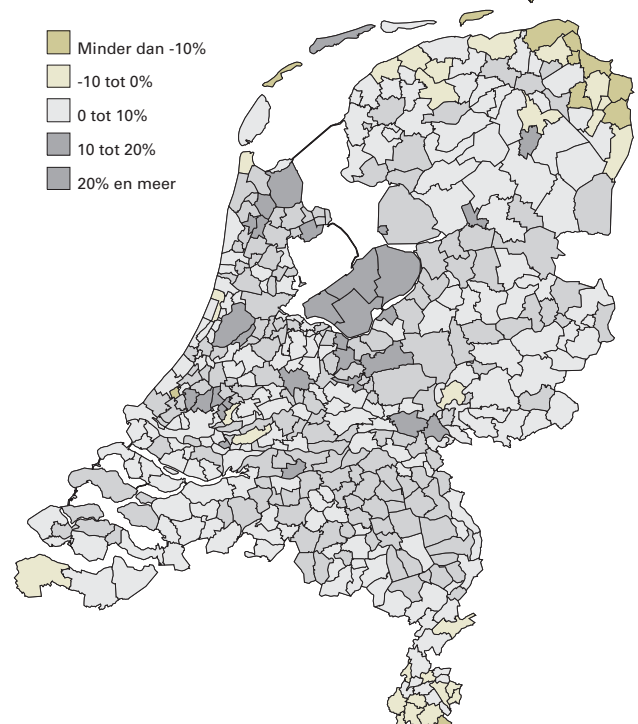 Minder dan -10%
-10 tot 0%
0 tot 10%
10 tot 20%
20% en meer